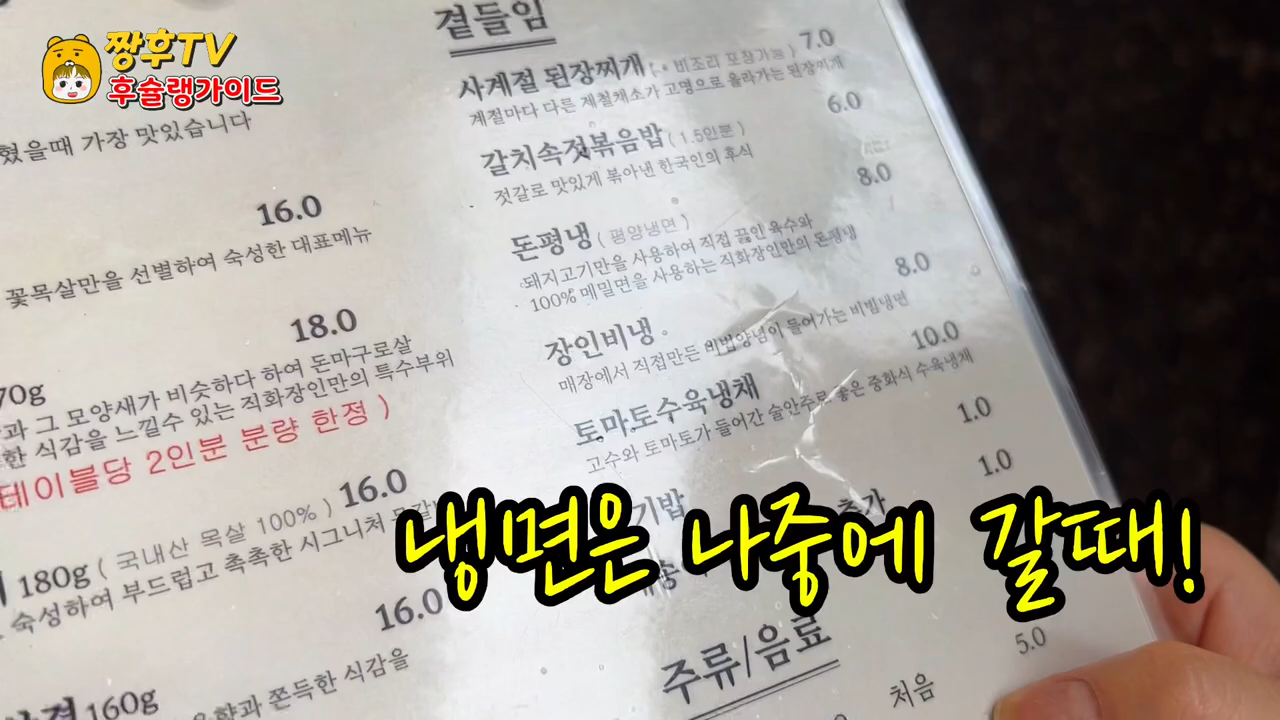 짱후TV
후슐랭가이드
혔을때 가장 맛있습니다
16.0
꽃목살만을 선별하여 숙성한 대표메뉴
18.0
70g
과 그 모양새가 비슷하다 하여 돈마구로살
한 식감을 느낄수 있는 직화장인만의 특수부위
테이블당 2인분 분량 한정 )
180g ( 국내산 목살 100% ) 16.0
숙성하여 부드럽고 촉촉한 시그니처 목살
16.0
160g
과 쫀득한 식감을
곁들임
사계절 된장찌개 ( * 비조리 포장가능 ) 7.0
계절마다 다른 제철채소가 고명으로 올라가는 된장찌개
갈치속젓볶음밥 ( 1.5인분 ) 6.0
젓갈로 맛있게 볶아낸 한국인의 후식
돈평냉 ( 평양냉면 ) 8.0
돼지고기만을 사용하여 직접 끓인 육수와
100% 메밀면을 사용하는 직화장인만의 돈평냉
장인비냉 8.0
매장에서 직접만든 비법양념이 들어가는 비빔냉면
토마토수육냉채 10.0
고수와 토마토가 들어간 술안주로 좋은 중화식 수육냉채
기밥 1.0
추가 1.0
냉면은 나중에 갈때!
주류/음료
처음 5.0